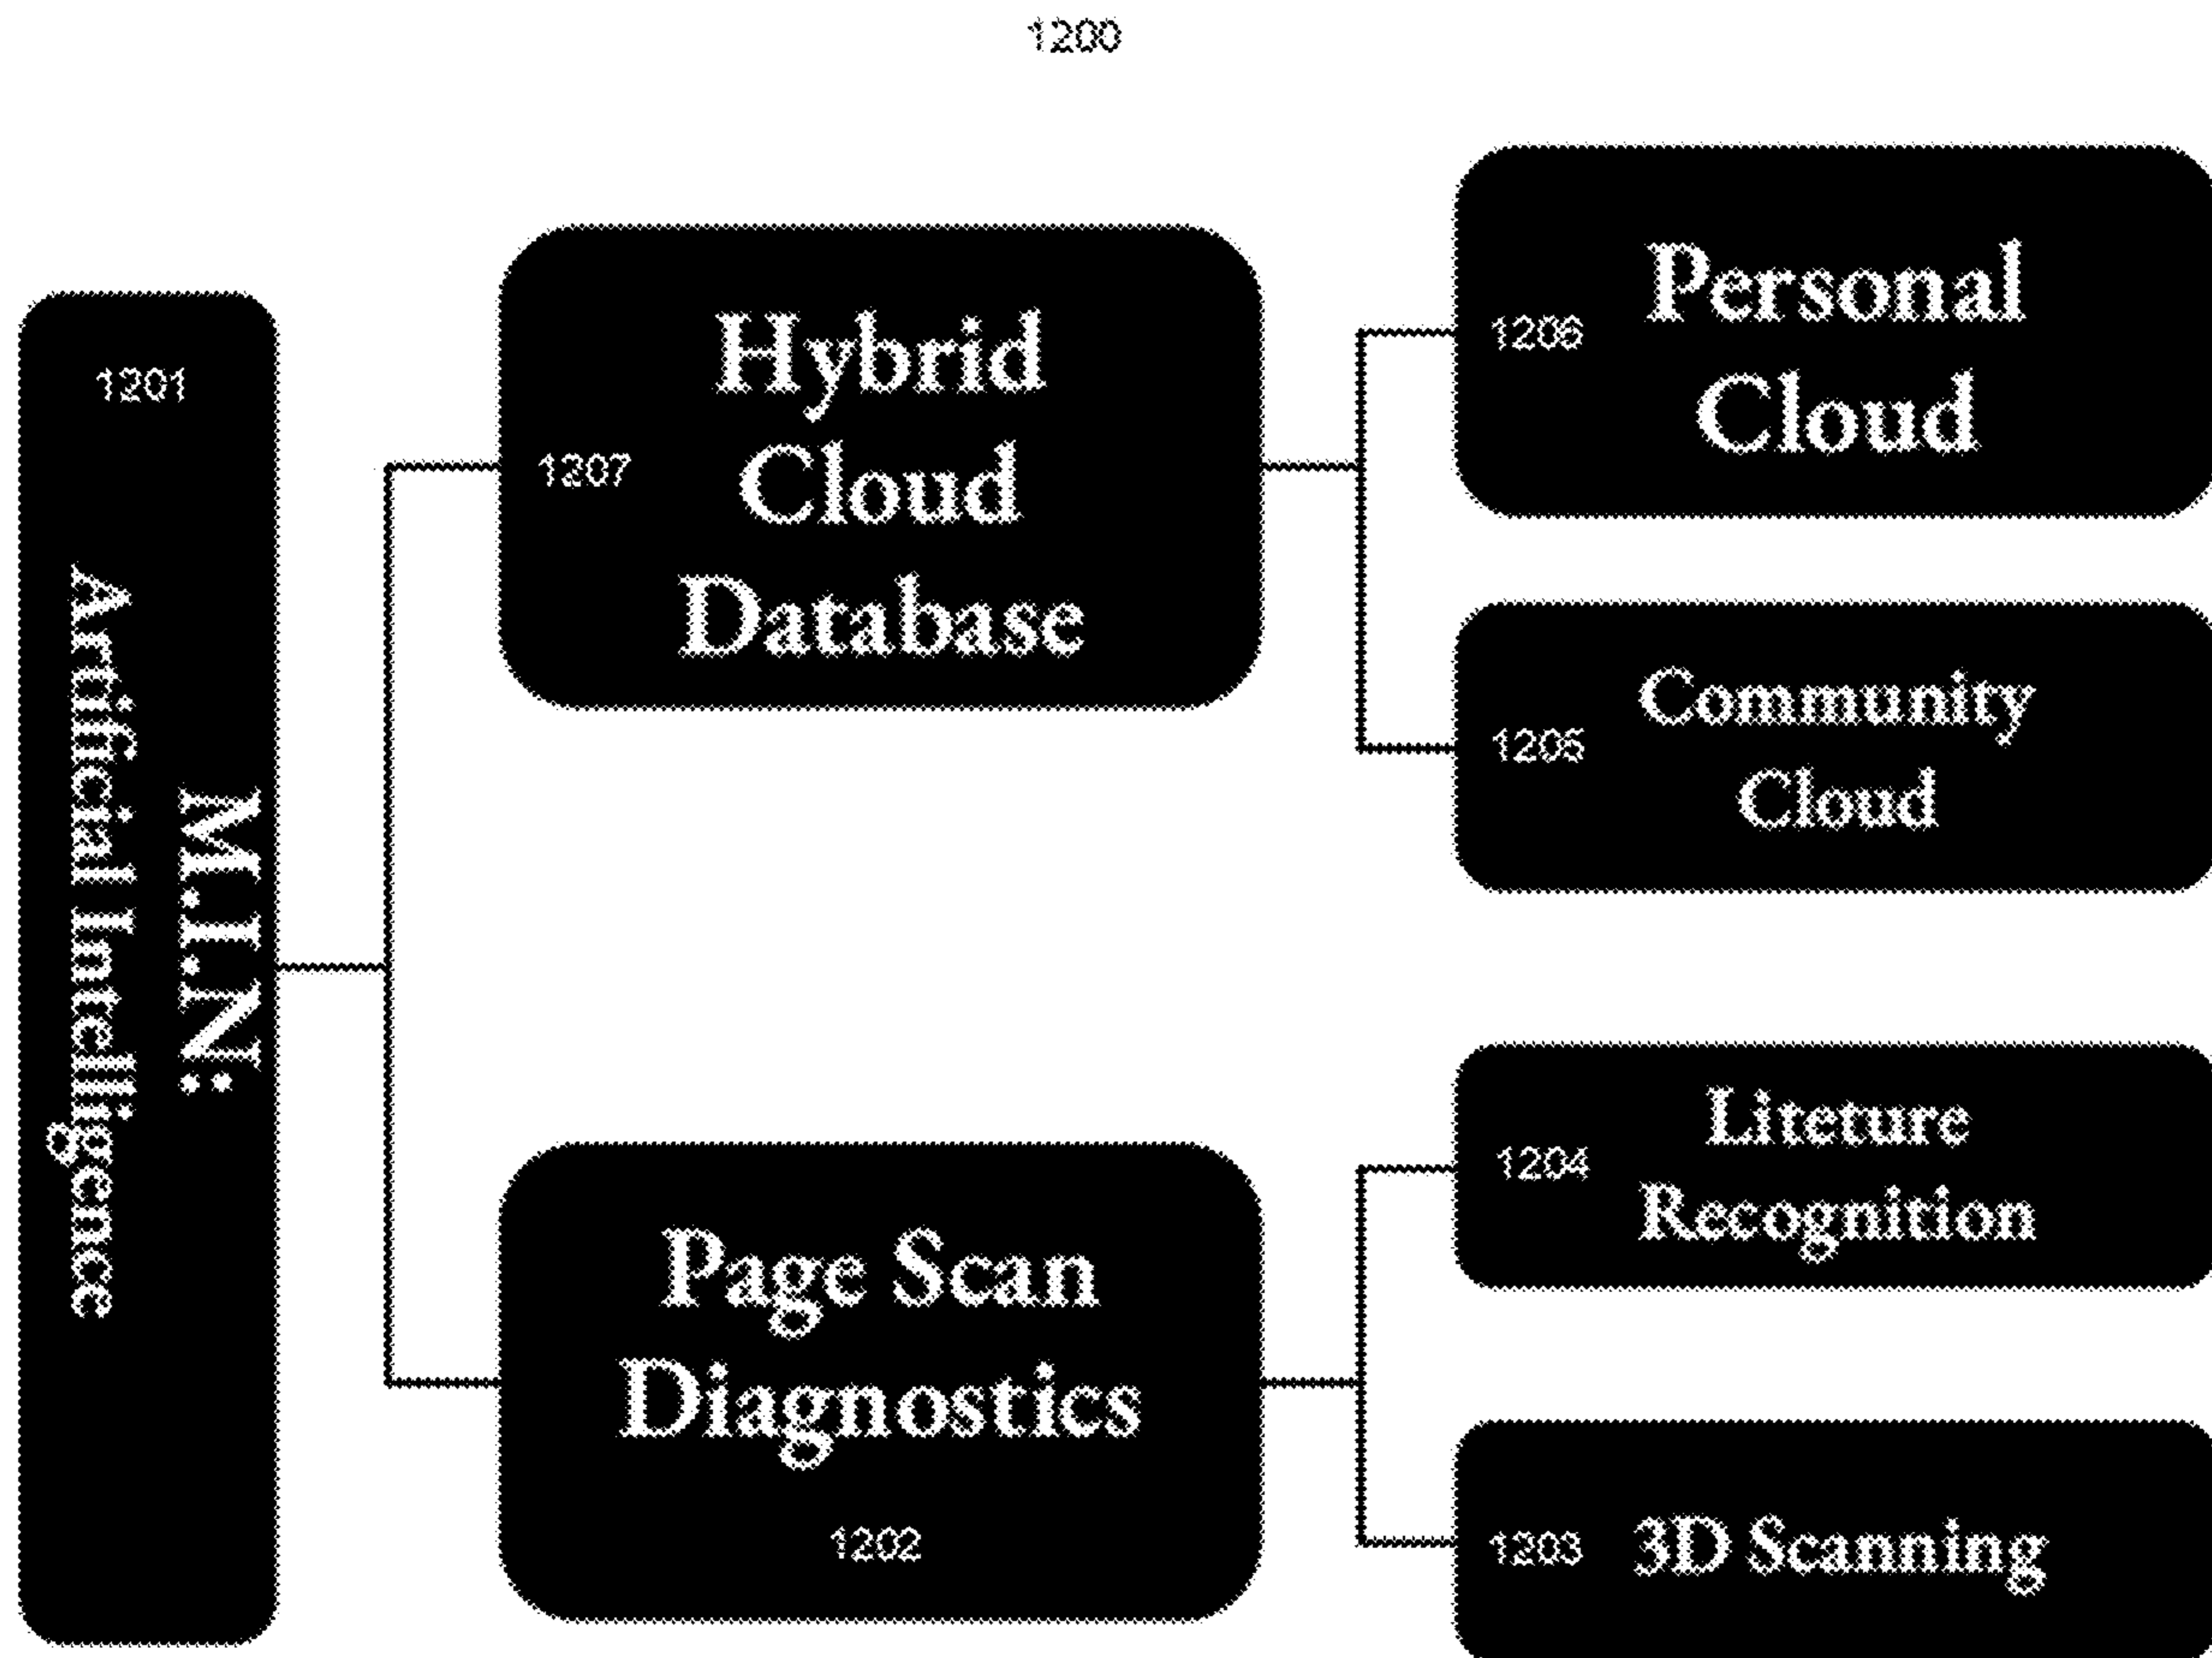 1200
1201
M.I.N:
Artificial Intelligence
1207
Hybrid
Cloud
Database
1206
Personal
Cloud
1205
Community
Cloud
Page Scan
Diagnostics
1202
1204
Liteture
Recognition
1203
3D Scanning